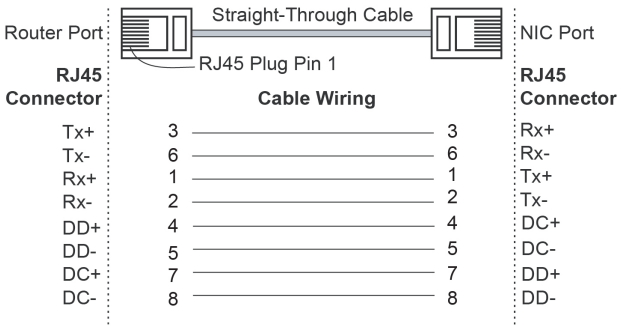 Straight-Through Cable
Router Port NIC Port
RJ45 Plug Pin 1
RJ45 RJ45
Connector Cable Wiring Connector
Tx+ 3 3 Rx+
Tx- 6 6 Rx-
Rx+ 1 1 Tx+
Rx- 2 2 Tx-
DD+ 4 4 DC+
DD- 5 5 DC-
DC+ 7 7 DD+
DC- 8 8 DD-